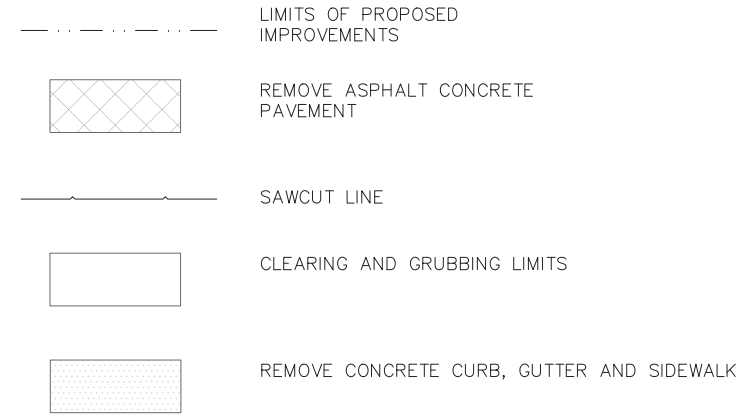 LIMITS OF PROPOSED
IMPROVEMENTS
REMOVE ASPHALT CONCRETE
PAVEMENT
SAWCUT LINE
CLEARING AND GRUBBING LIMITS
REMOVE CONCRETE CURB, GUTTER AND SIDEWALK